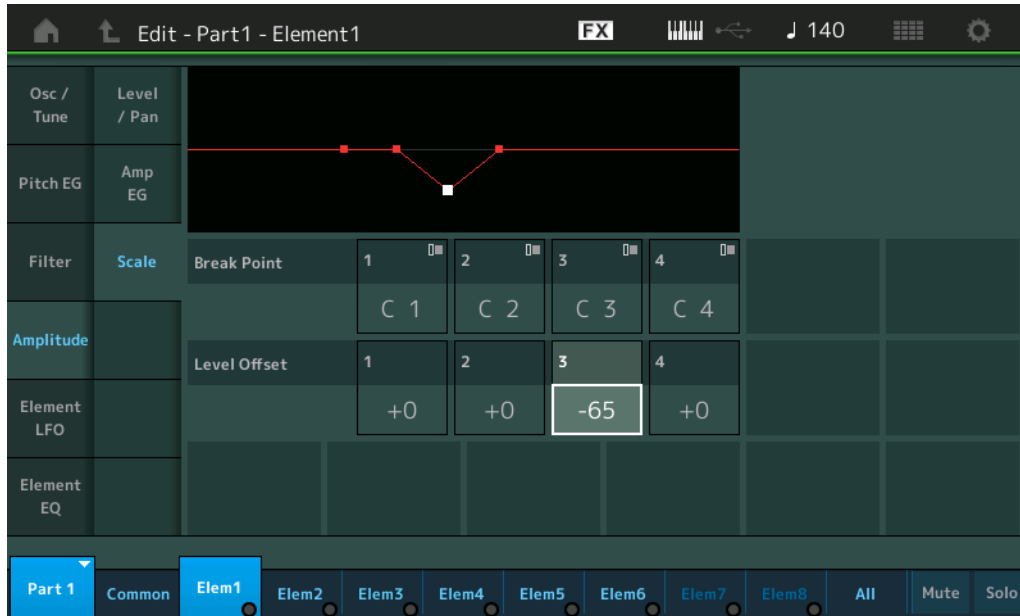 Edit - Part1 - Element1
FX
♩ 140
Osc /
Tune
Level
/ Pan
Pitch EG
Amp
EG
Filter
Scale
Break Point
1
2
3
4
C 1
C 2
C 3
C 4
Amplitude
Level Offset
1
2
3
4
+0
+0
-65
+0
Element
LFO
Element
EQ
Part 1
Common
Elem1
Elem2
Elem3
Elem4
Elem5
Elem6
Elem7
Elem8
All
Mute
Solo